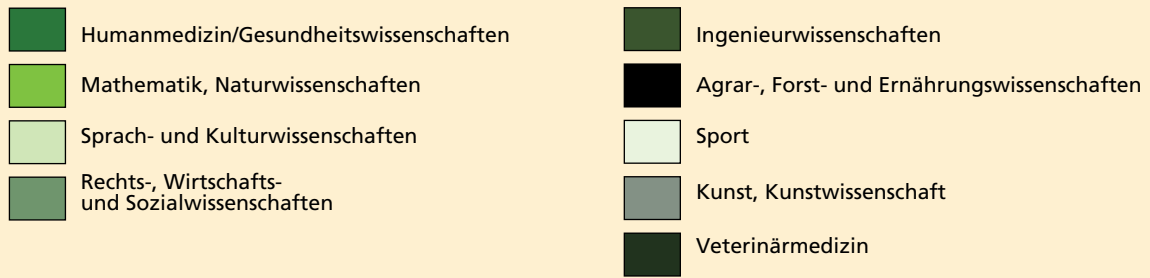 Humanmedizin/Gesundheitswissenschaften
Mathematik, Naturwissenschaften
Sprach- und Kulturwissenschaften
Rechts-, Wirtschafts-
und Sozialwissenschaften
Ingenieurwissenschaften
Agrar-, Forst- und Ernährungswissenschaften
Sport
Kunst, Kunstwissenschaft
Veterinärmedizin